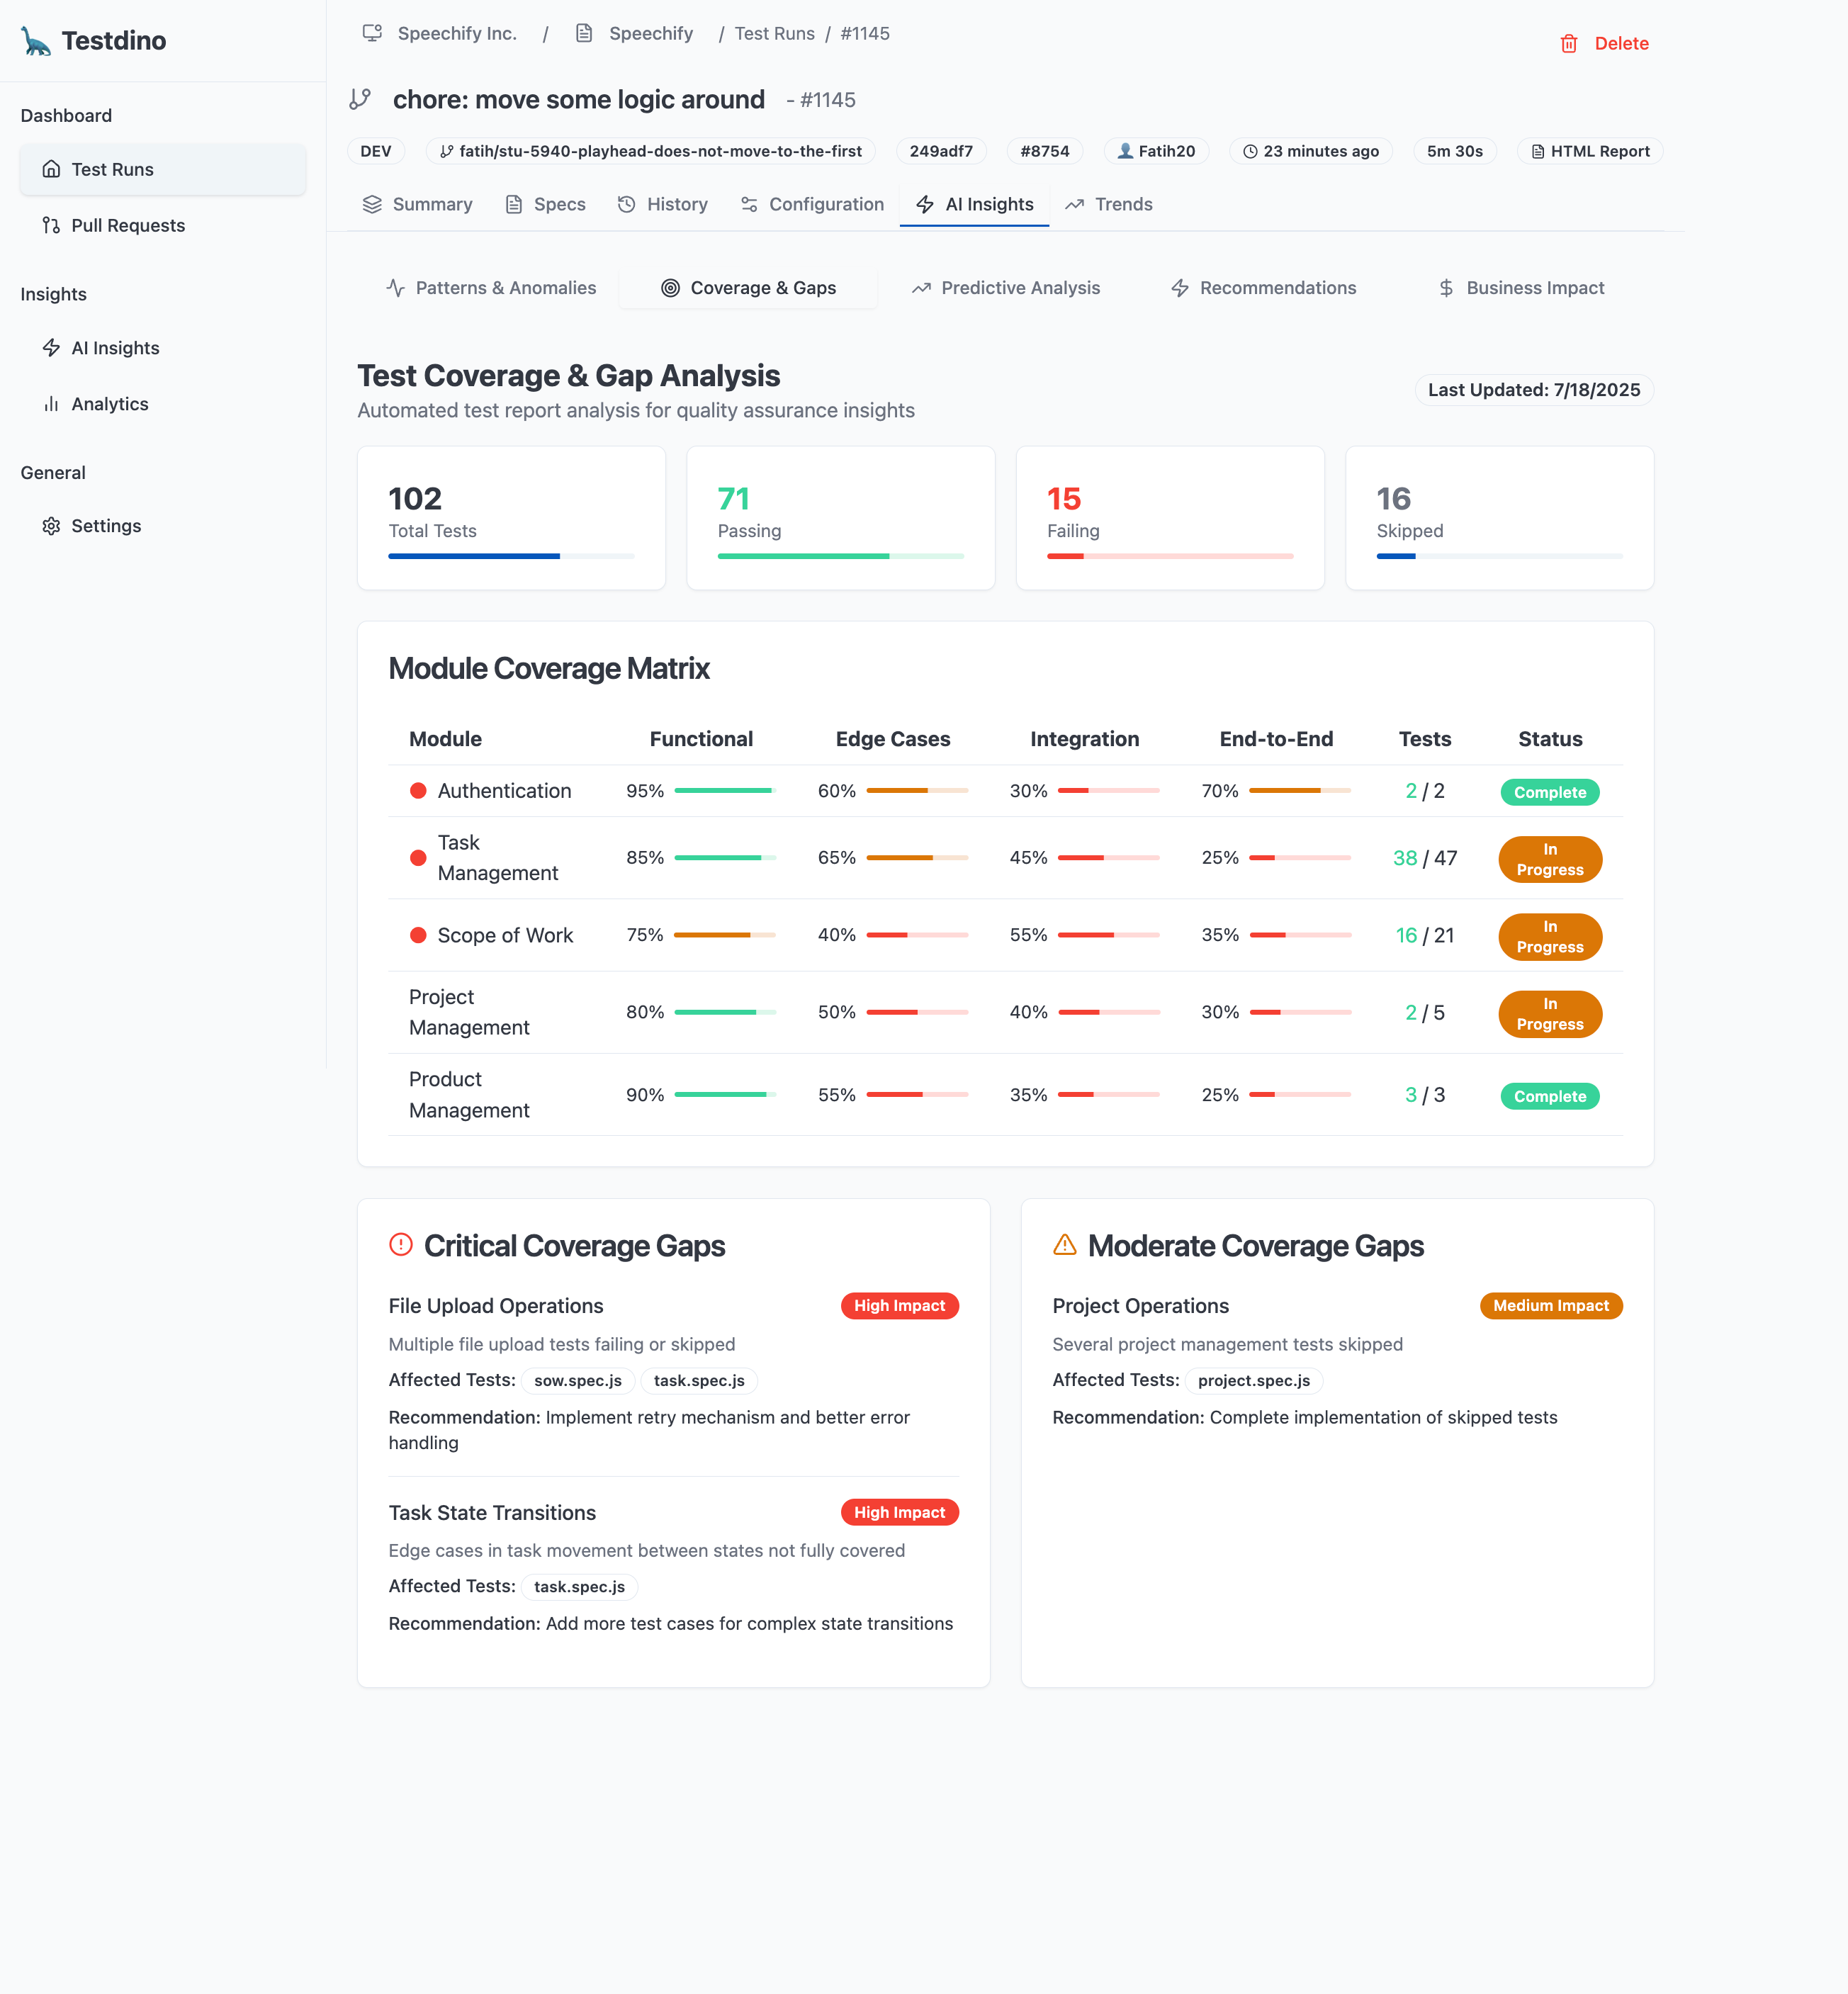 Testdino
Dashboard
Test Runs
Pull Requests
Insights
AI Insights
Analytics
General
Settings
Speechify Inc. / Speechify / Test Runs / #1145
Delete
chore: move some logic around - #1145
DEV fatih/stu-5940-playhead-does-not-move-to-the-first 249adf7 #8754 Fatih20 23 minutes ago 5m 30s HTML Report
Summary Specs History Configuration AI Insights Trends
Patterns & Anomalies Coverage & Gaps Predictive Analysis Recommendations Business Impact
Test Coverage & Gap Analysis
Automated test report analysis for quality assurance insights
Last Updated: 7/18/2025
102
Total Tests
71
Passing
15
Failing
16
Skipped
Module Coverage Matrix
Module Functional Edge Cases Integration End-to-End Tests Status
Authentication 95% 60% 30% 70% 2 / 2 Complete
Task
Management 85% 65% 45% 25% 38 / 47 In
Progress
Scope of Work 75% 40% 55% 35% 16 / 21 In
Progress
Project
Management 80% 50% 40% 30% 2 / 5 In
Progress
Product
Management 90% 55% 35% 25% 3 / 3 Complete
Critical Coverage Gaps
File Upload Operations High Impact
Multiple file upload tests failing or skipped
Affected Tests: sow.spec.js task.spec.js
Recommendation: Implement retry mechanism and better error
handling
Task State Transitions High Impact
Edge cases in task movement between states not fully covered
Affected Tests: task.spec.js
Recommendation: Add more test cases for complex state transitions
Moderate Coverage Gaps
Project Operations Medium Impact
Several project management tests skipped
Affected Tests: project.spec.js
Recommendation: Complete implementation of skipped tests